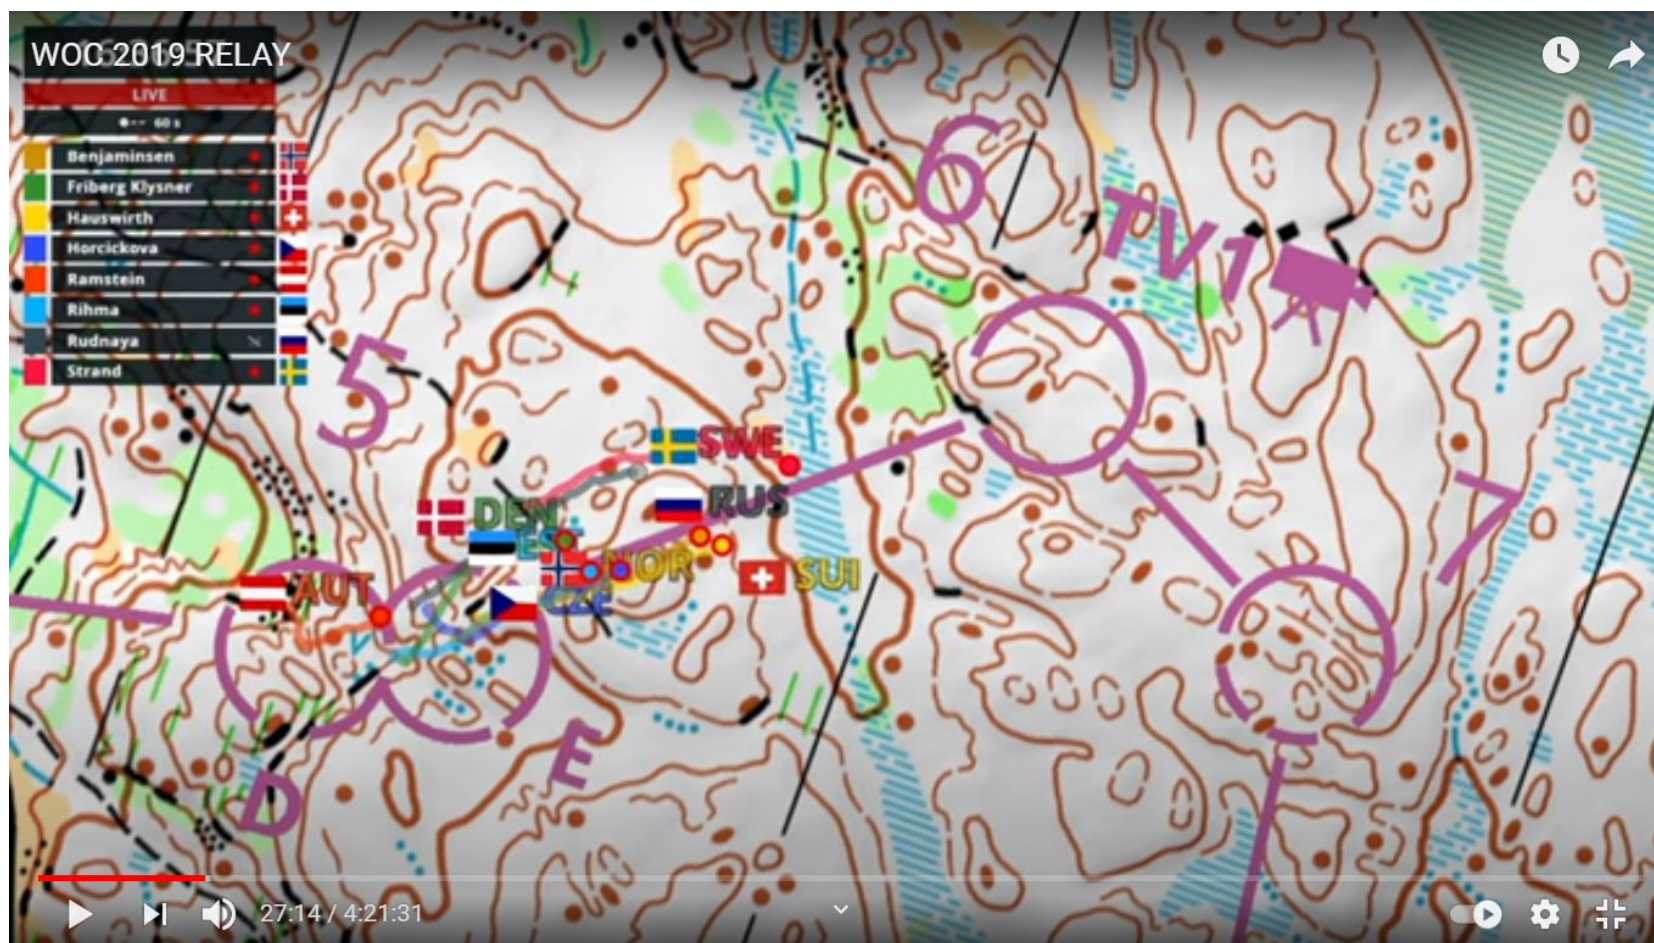 WOC 2019 RELAY
LIVE
60 s
Benjaminsen
Friberg Klysner
Hauswirth
Horcickova
Ramstein
Rihma
Rudnaya
Strand
6
TV1
5
SWE
7
DEN
RUS
EST
NOR
SUI
AUT
CZE
E
D
27:14 / 4:21:31